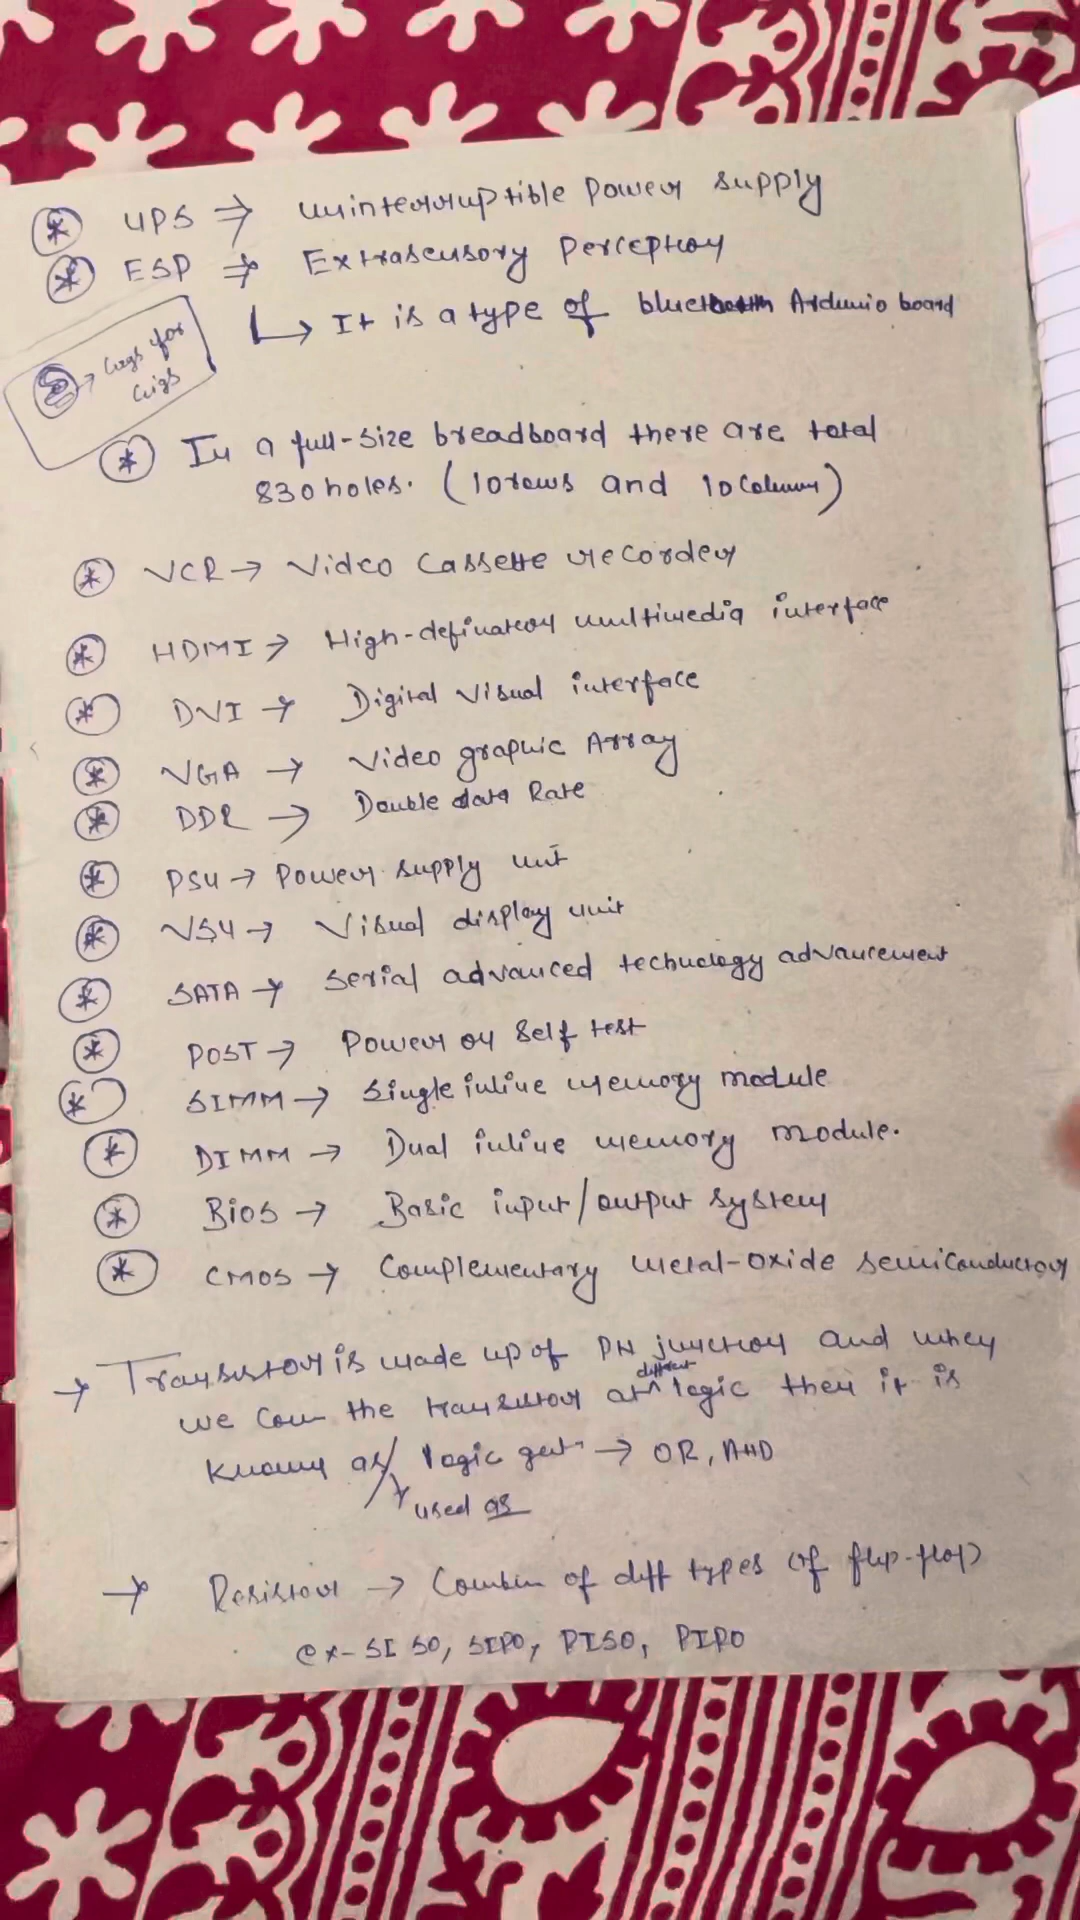 * UPS ⇒ Uninterruptible Power Supply
* ESP ⇒ Extrasensory Perception
↳ It is a type of bluetooth Arduino board
→ Gigs for Gigs
* In a full-size breadboard there are total
830 holes. (10 rows and 10 Column)
* VCR → Video Cassette recorder
* HDMI → High-defination multimedia interface
* DVI → Digital Visual interface
* VGA → Video graphic Array
* DDR → Double data Rate
* PSU → Power supply unit
* VSU → Visual display unit
* SATA → Serial advanced technology advancement
* POST → Power on Self test
* SIMM → Single inline memory module
* DIMM → Dual inline memory module.
* BIOS → Basic input/output system
* CMOS → Complementary metal-oxide semiconductor
→ Transistor is made up of PN junction and when
different
we the transistor at logic then it is
known as logic → OR, AND
used as
→ Resistor → of diff types of flip-flop
ex- SISO, SIPO, PISO, PIPO